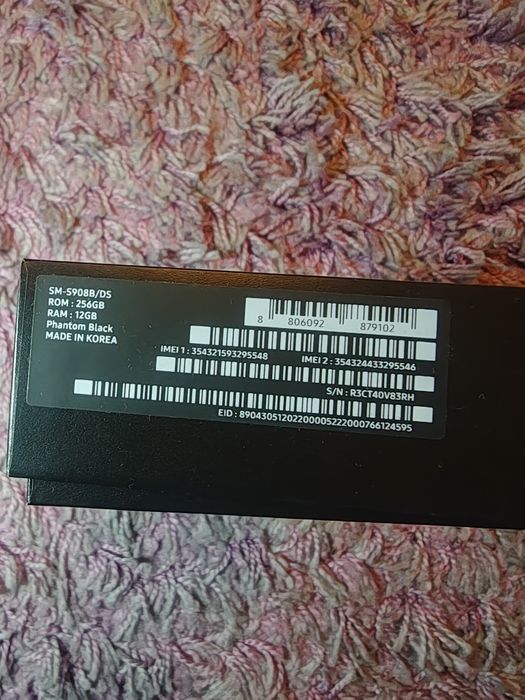 SM-S908B/DS
ROM : 256GB
RAM : 12GB
Phantom Black
MADE IN KOREA
8 806092 879102
IMEI 1 : 354321593295548 IMEI 2 : 354324433295546
S/N : R3CT40V83RH
EID : 89043051202200005222000766124595